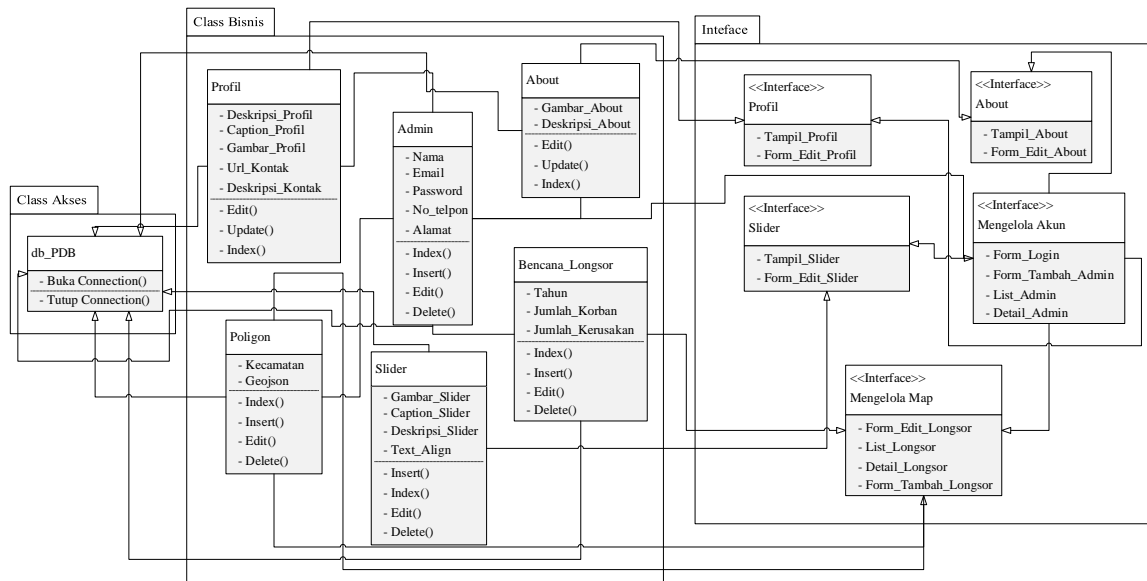 Class Bisnis
Inteface
Profil
- Deskripsi_Profil
- Caption_Profil
- Gambar_Profil
- Url_Kontak
- Deskripsi_Kontak
- Edit()
- Update()
- Index()
Admin
- Nama
- Email
- Password
- No_telpon
- Alamat
- Index()
- Insert()
- Edit()
- Delete()
About
- Gambar_About
- Deskripsi_About
- Edit()
- Update()
- Index()
<<Interface>>
Profil
- Tampil_Profil
- Form_Edit_Profil
<<Interface>>
About
- Tampil_About
- Form_Edit_About
Class Akses
db_PDB
- Buka Connection()
- Tutup Connection()
<<Interface>>
Slider
- Tampil_Slider
- Form_Edit_Slider
<<Interface>>
Mengelola Akun
- Form_Login
- Form_Tambah_Admin
- List_Admin
- Detail_Admin
Bencana_Longsor
- Tahun
- Jumlah_Korban
- Jumlah_Kerusakan
- Index()
- Insert()
- Edit()
- Delete()
Poligon
- Kecamatan
- Geojson
- Index()
- Insert()
- Edit()
- Delete()
Slider
- Gambar_Slider
- Caption_Slider
- Deskripsi_Slider
- Text_Align
- Insert()
- Index()
- Edit()
- Delete()
<<Interface>>
Mengelola Map
- Form_Edit_Longsor
- List_Longsor
- Detail_Longsor
- Form_Tambah_Longsor